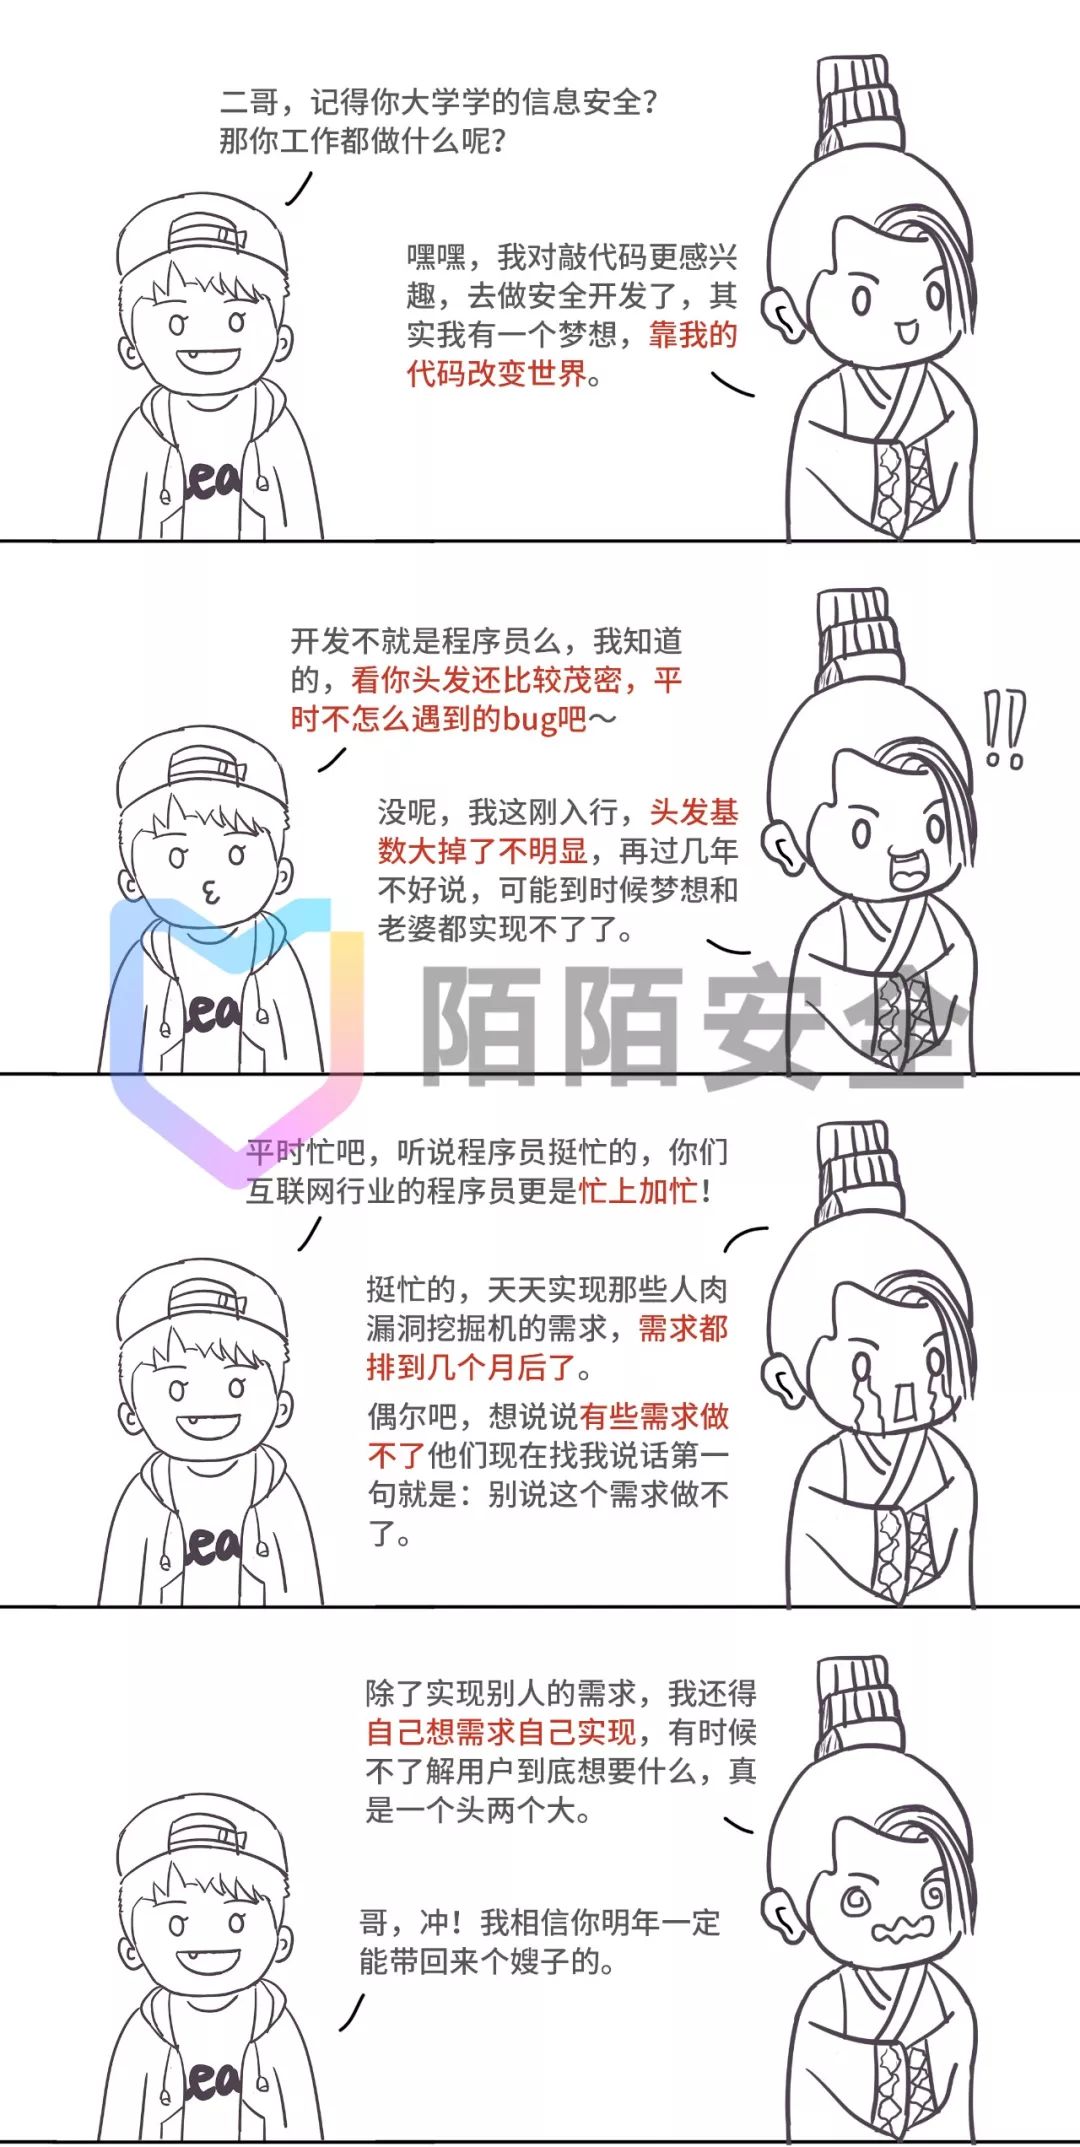 二哥，记得你大学学的信息安全？
那你工作都做什么呢？
嘿嘿，我对敲代码更感兴
趣，去做安全开发了，其
实我有一个梦想，靠我的
代码改变世界。
ea
开发不就是程序员么，我知道
的，看你头发还比较茂密，平
时不怎么遇到的bug吧～
!!
没呢，我这刚入行，头发基
数大掉了不明显，再过几年
不好说，可能到时候梦想和
老婆都实现不了了。
ea
陌陌安全
平时忙吧，听说程序员挺忙的，你们
互联网行业的程序员更是忙上加忙！
挺忙的，天天实现那些人肉
漏洞挖掘机的需求，需求都
排到几个月后了。
偶尔吧，想说说有些需求做
不了他们现在找我说话第一
句就是：别说这个需求做不
了。
ea
除了实现别人的需求，我还得
自己想需求自己实现，有时候
不了解用户到底想要什么，真
是一个头两个大。
哥，冲！我相信你明年一定
能带回来个嫂子的。
ea